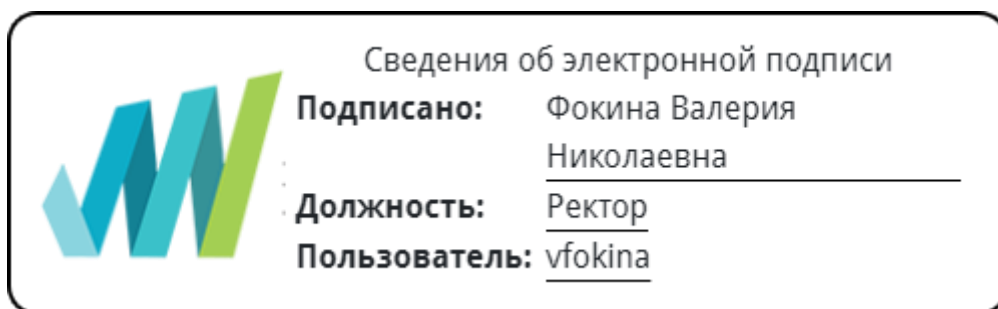 Сведения об электронной подписи
Подписано: Фокина Валерия
Николаевна
Должность: Ректор
Пользователь: vfokina